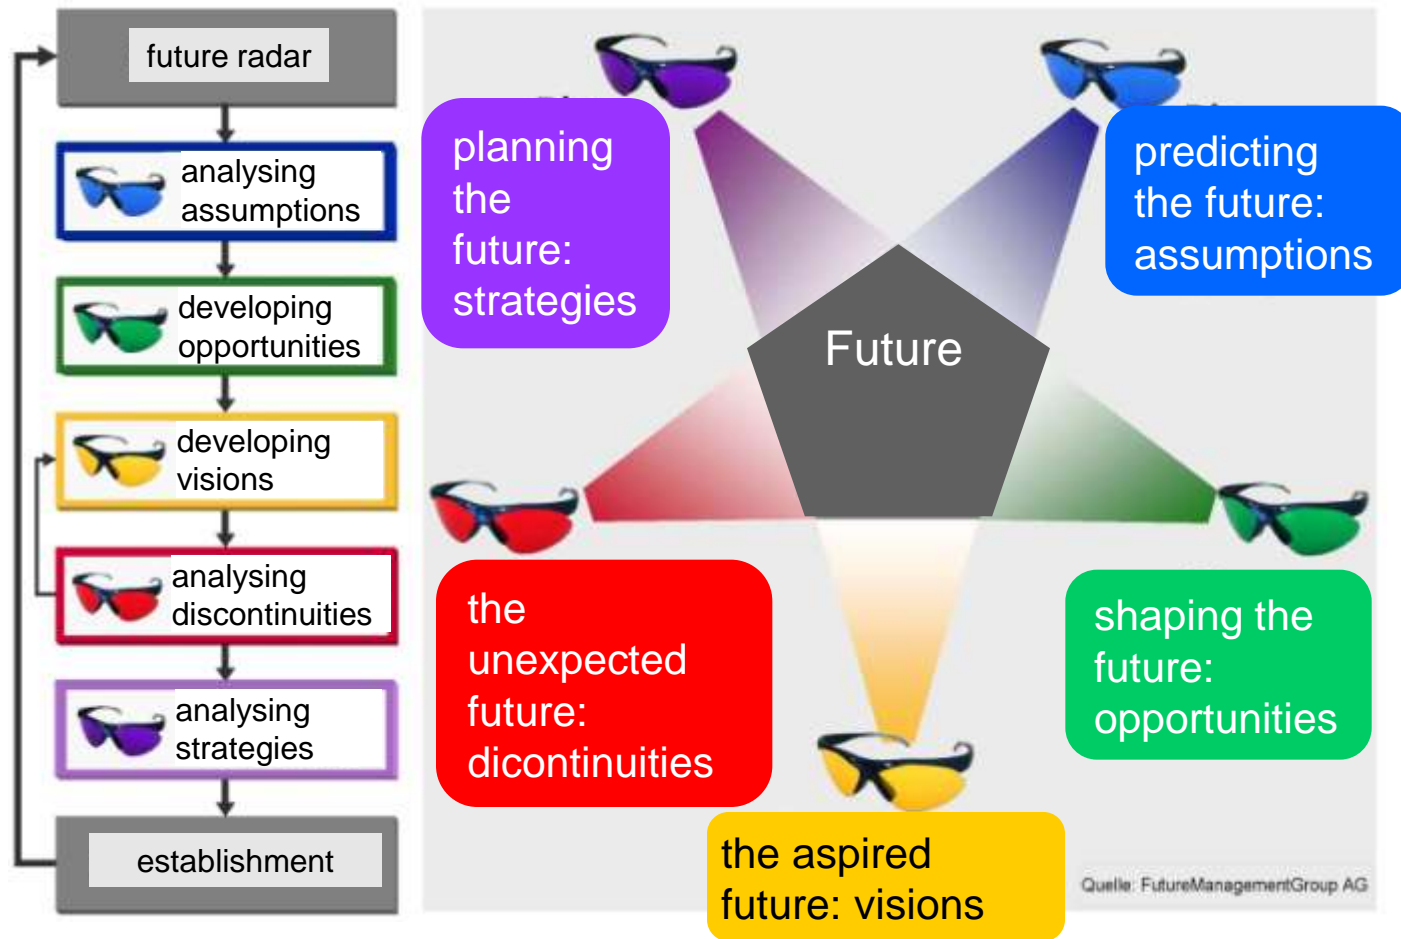 future radar
analysing
assumptions
developing
opportunities
developing
visions
analysing
discontinuities
analysing
strategies
establishment
planning
the
future:
strategies
predicting
the future:
assumptions
Future
the
unexpected
future:
dicontinuities
shaping the
future:
opportunities
the aspired
future: visions
Quelle: FutureManagementGroup AG